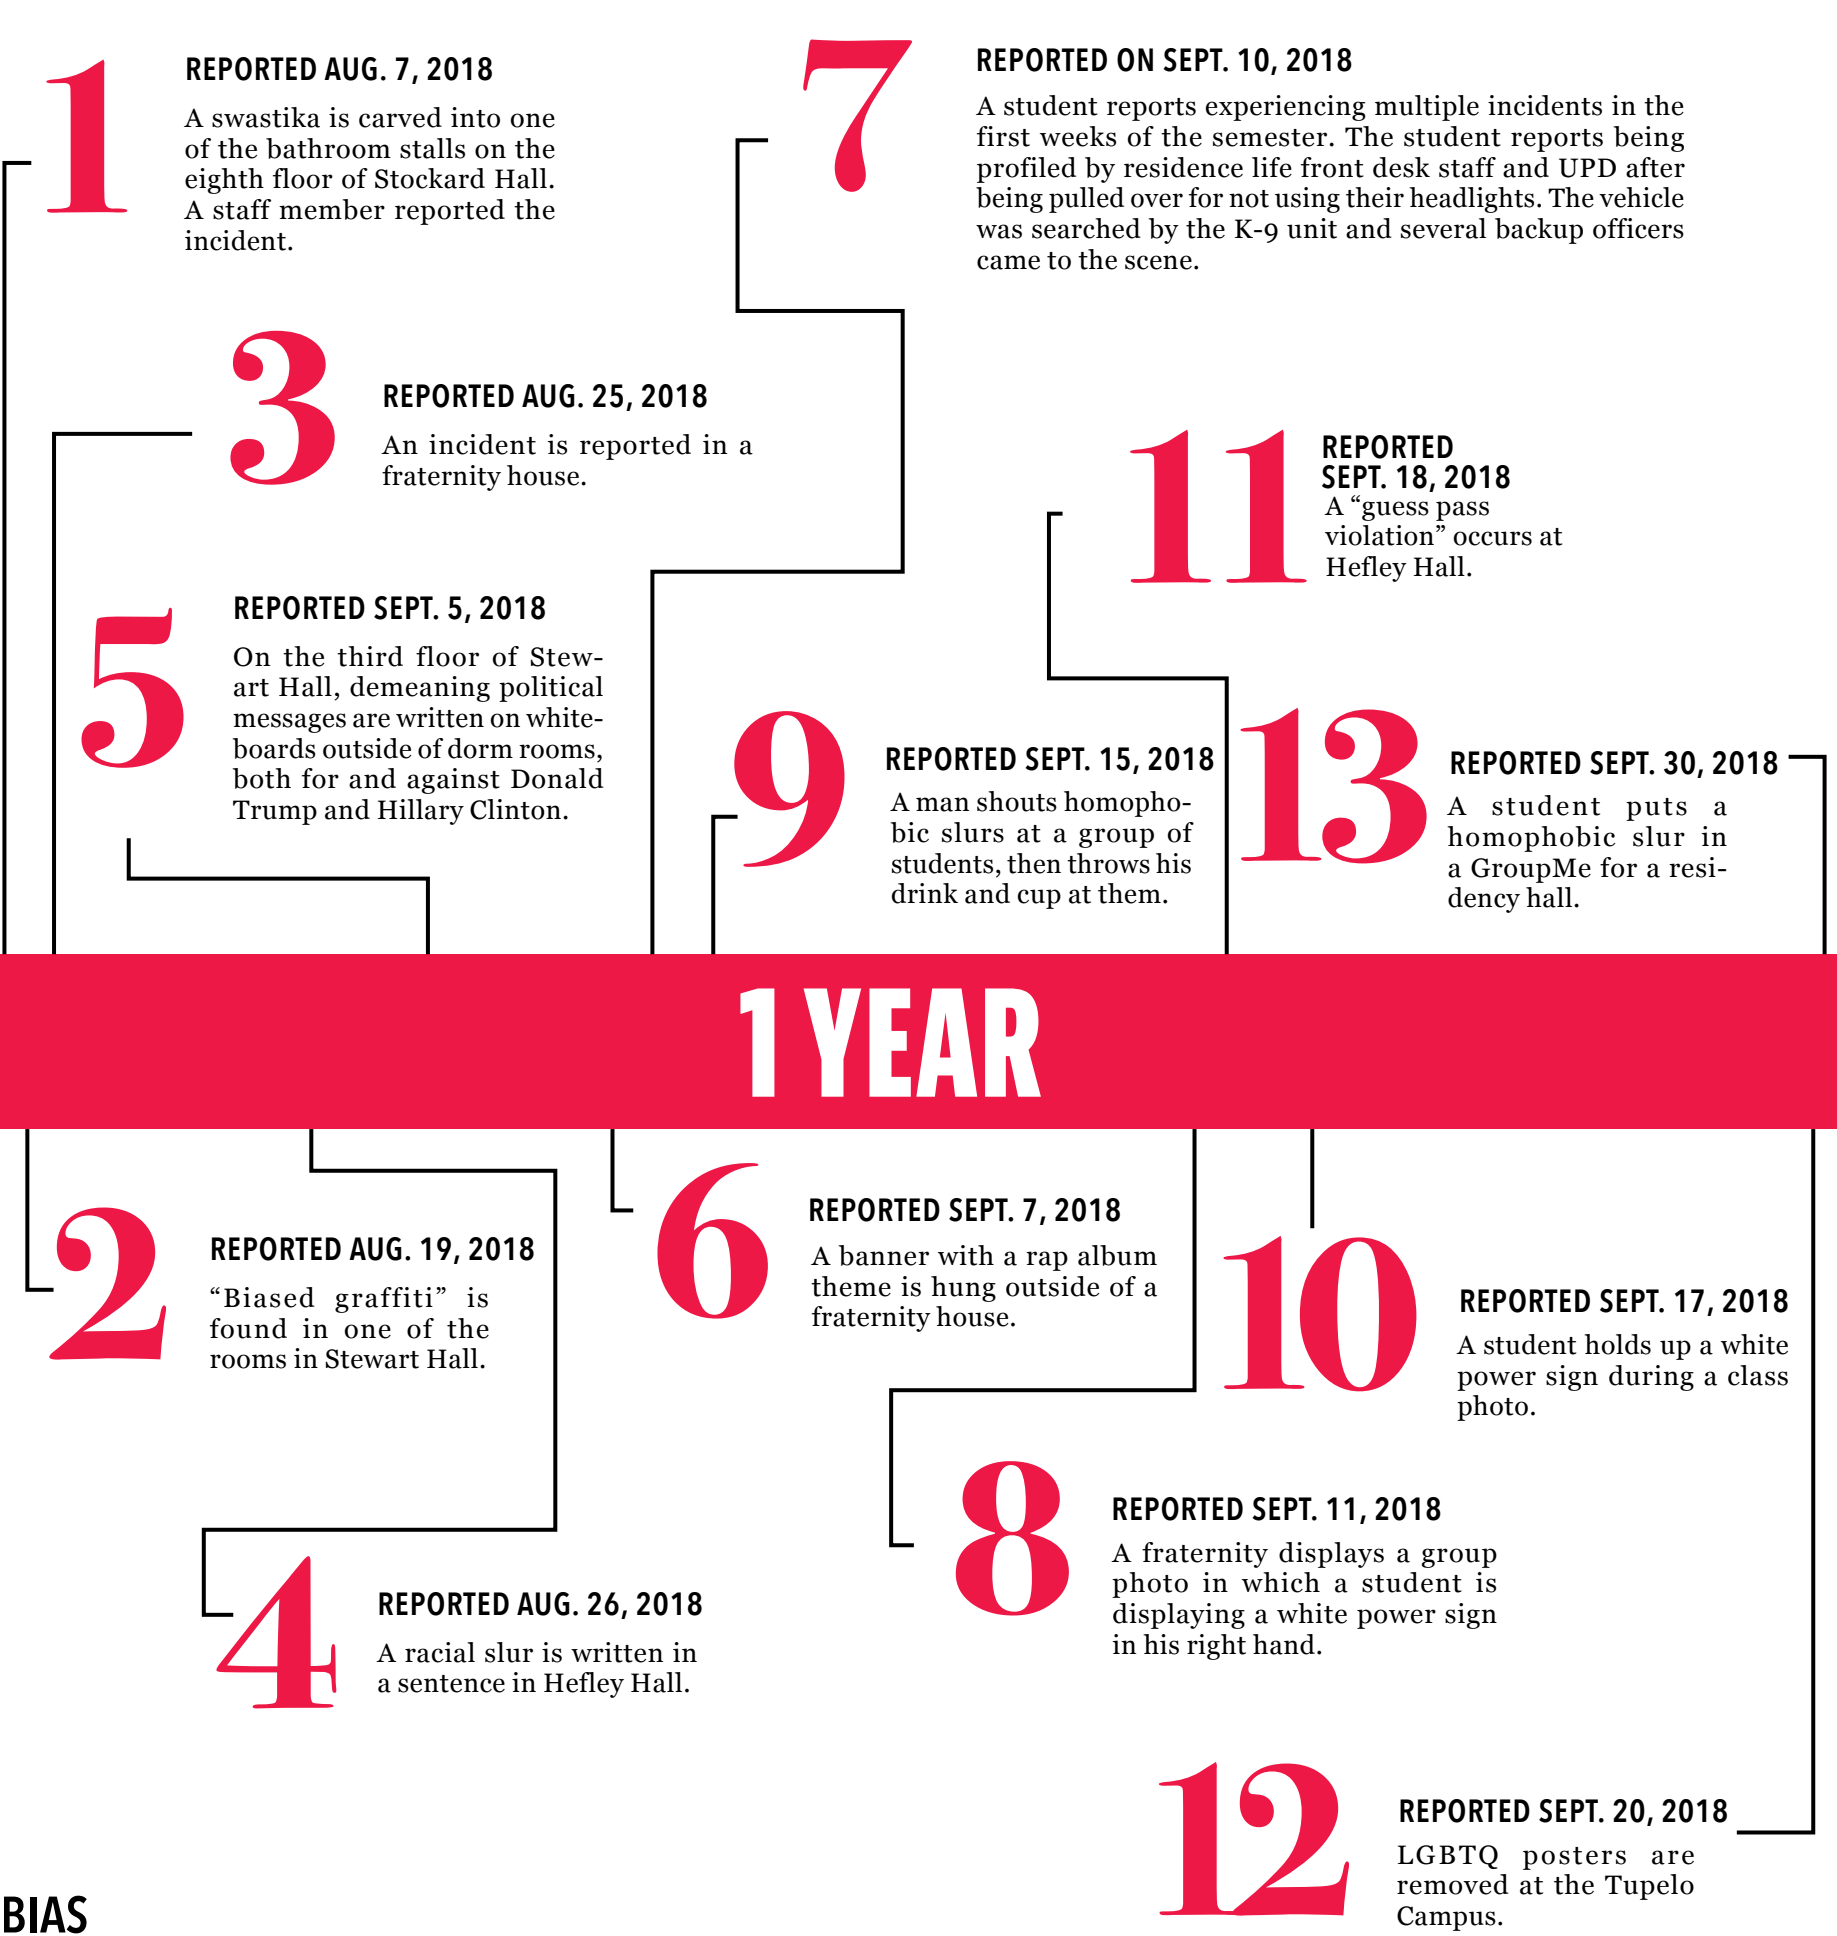 1
REPORTED AUG. 7, 2018
A swastika is carved into one
of the bathroom stalls on the
eighth floor of Stockard Hall.
A staff member reported the
incident.
7
REPORTED ON SEPT. 10, 2018
A student reports experiencing multiple incidents in the
first weeks of the semester. The student reports being
profiled by residence life front desk staff and UPD after
being pulled over for not using their headlights. The vehicle
was searched by the K-9 unit and several backup officers
came to the scene.
3
REPORTED AUG. 25, 2018
An incident is reported in a
fraternity house.
11
REPORTED
SEPT. 18, 2018
A “guess pass
violation” occurs at
Hefley Hall.
5
REPORTED SEPT. 5, 2018
On the third floor of Stew-
art Hall, demeaning political
messages are written on white-
boards outside of dorm rooms,
both for and against Donald
Trump and Hillary Clinton.
9
REPORTED SEPT. 15, 2018
A man shouts homopho-
bic slurs at a group of
students, then throws his
drink and cup at them.
13
REPORTED SEPT. 30, 2018
A student puts a
homophobic slur in
a GroupMe for a resi-
dency hall.
1 YEAR
2
REPORTED AUG. 19, 2018
“Biased graffiti” is
found in one of the
rooms in Stewart Hall.
6
REPORTED SEPT. 7, 2018
A banner with a rap album
theme is hung outside of a
fraternity house.
10
REPORTED SEPT. 17, 2018
A student holds up a white
power sign during a class
photo.
8
REPORTED SEPT. 11, 2018
A fraternity displays a group
photo in which a student is
displaying a white power sign
in his right hand.
4
REPORTED AUG. 26, 2018
A racial slur is written in
a sentence in Hefley Hall.
12
REPORTED SEPT. 20, 2018
LGBTQ posters are
removed at the Tupelo
Campus.
BIAS